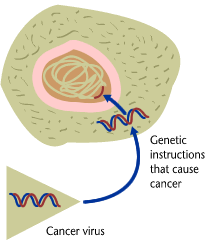 Genetic
instructions
that cause
cancer
Cancer virus